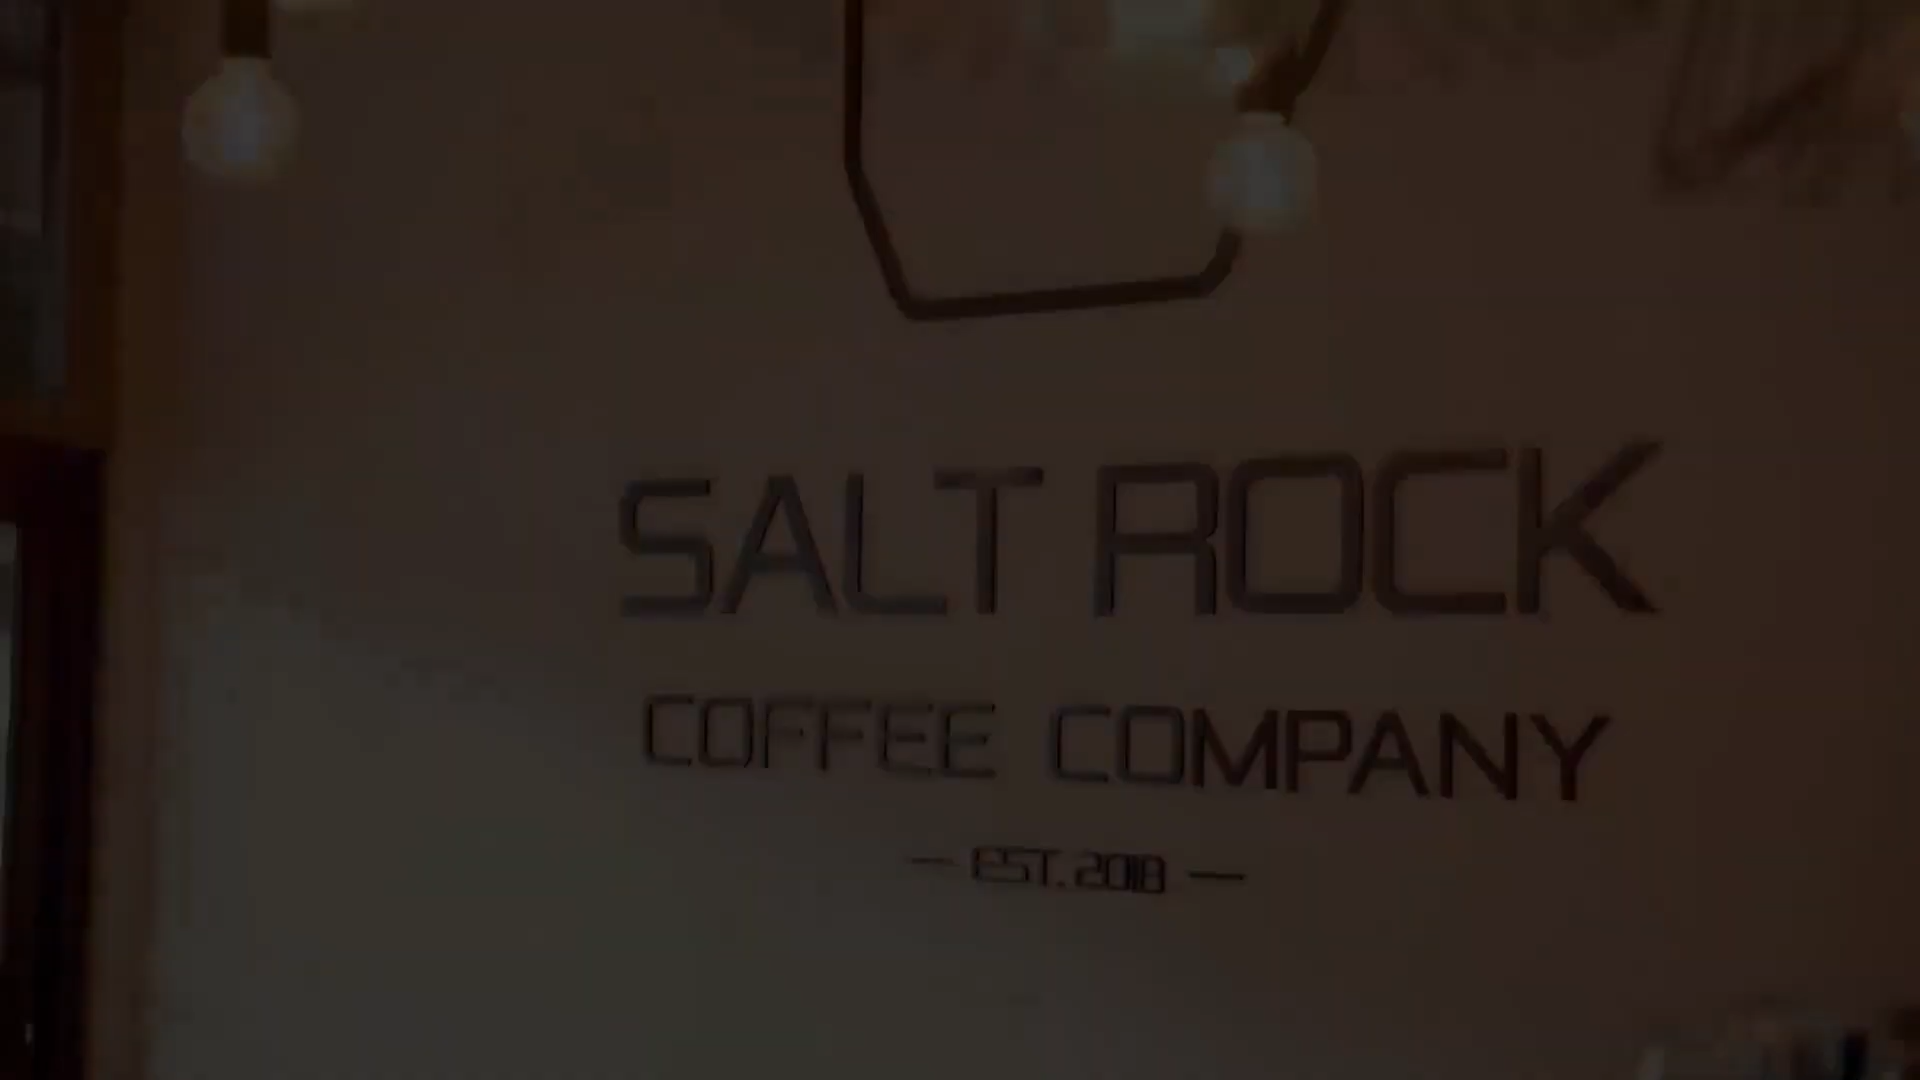 SALT ROCK
COFFEE COMPANY
— EST. 2018 —